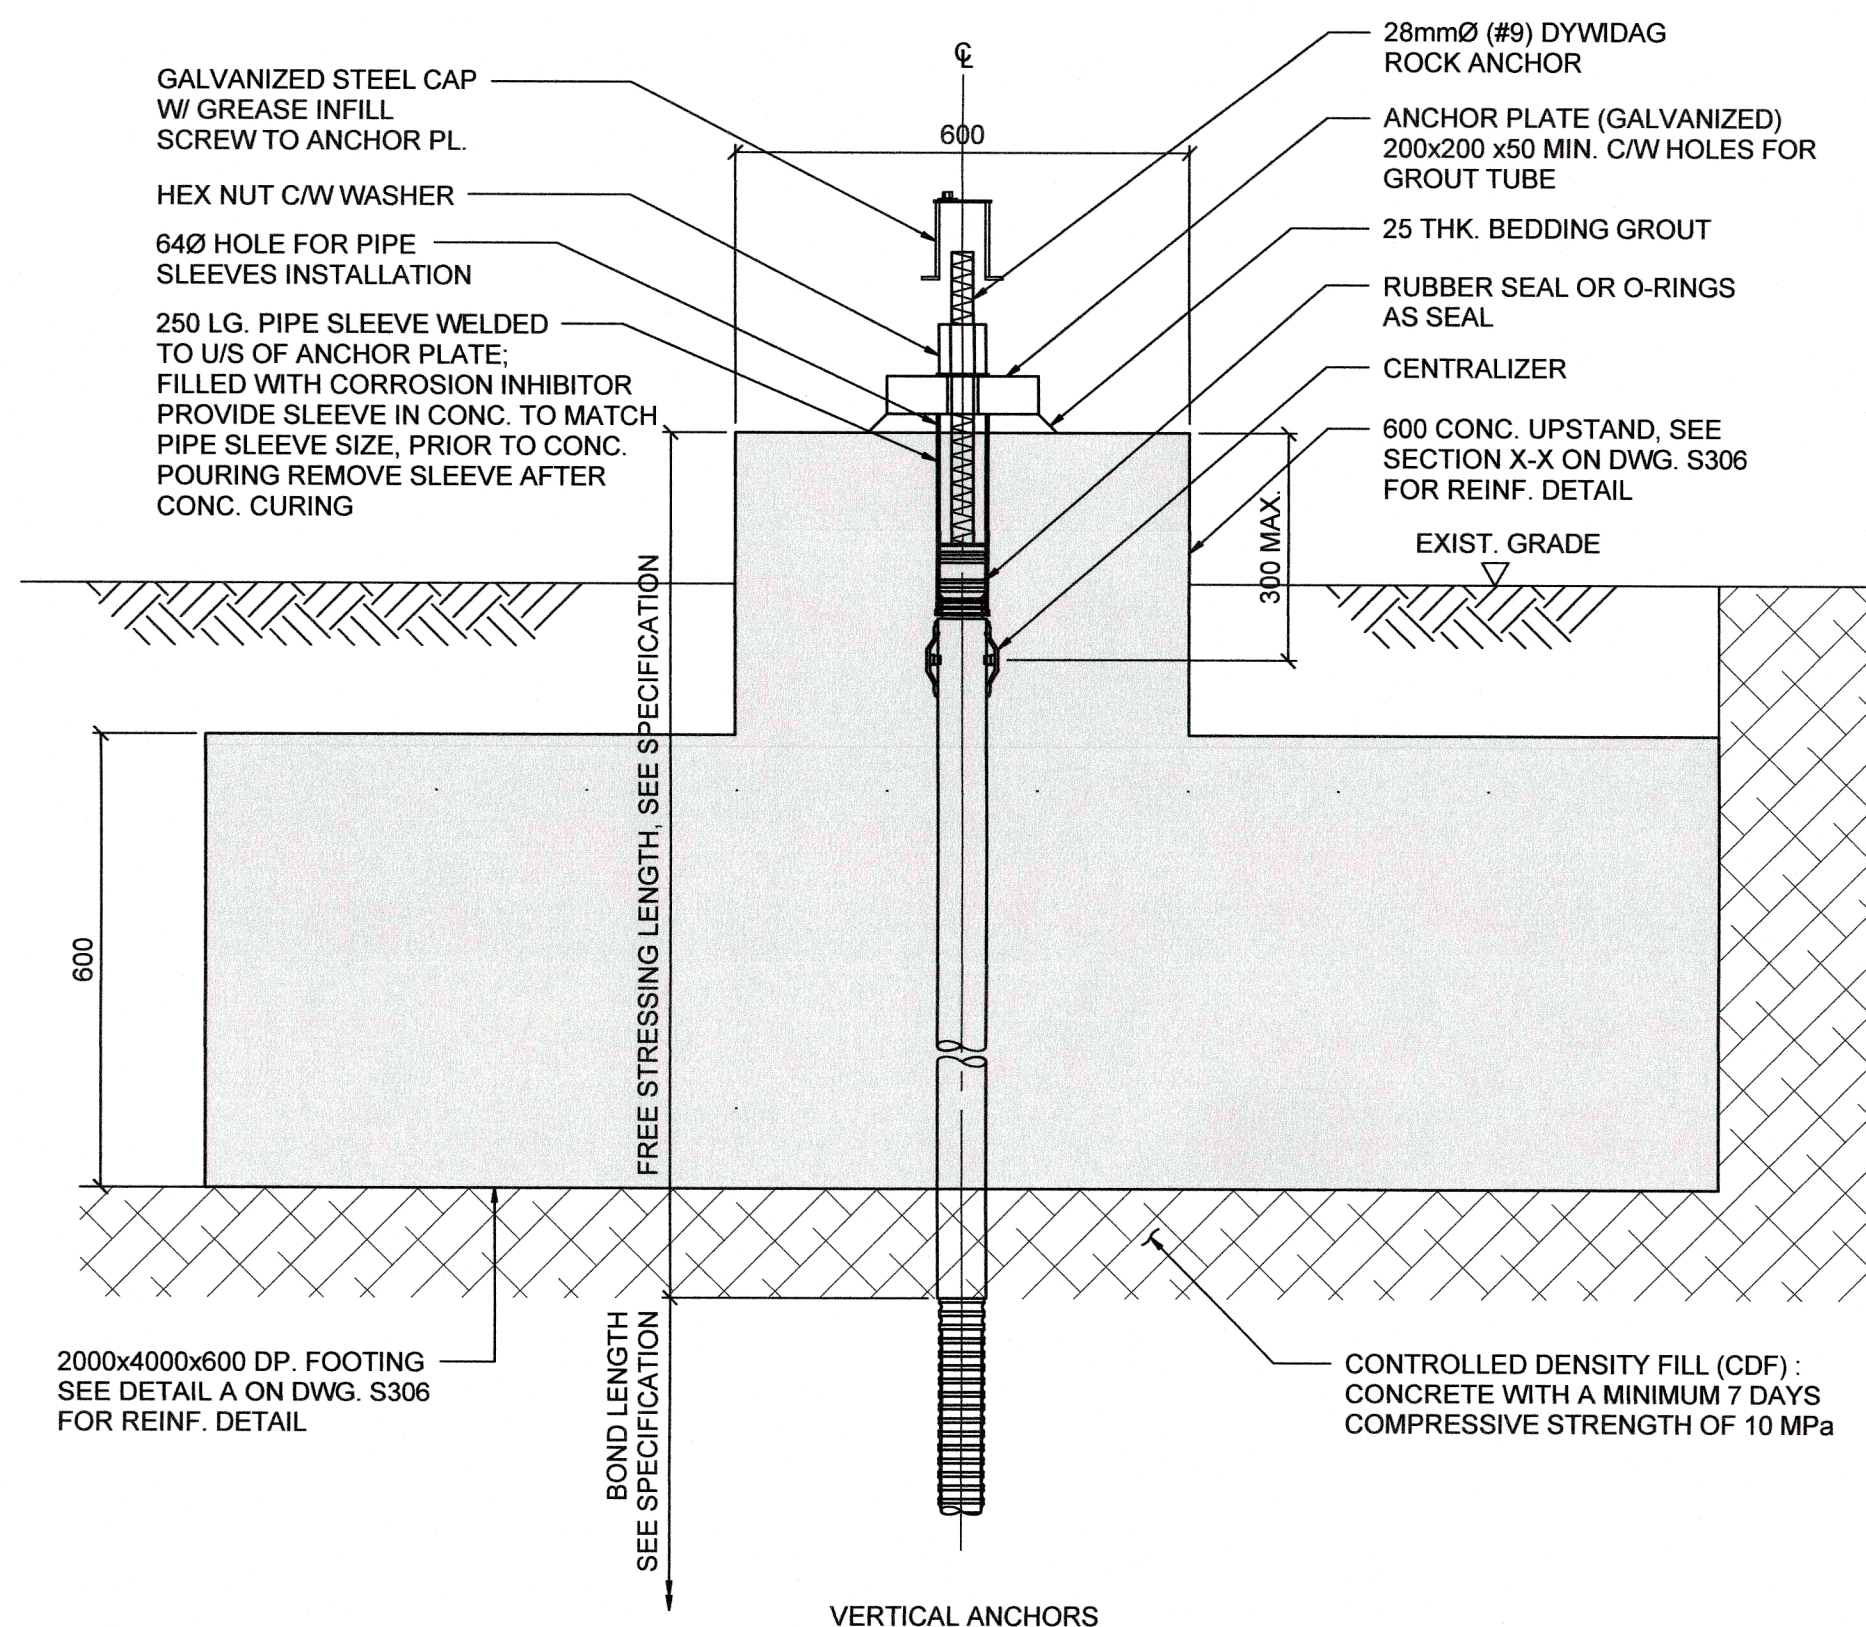 GALVANIZED STEEL CAP
W/ GREASE INFILL
SCREW TO ANCHOR PL.
HEX NUT C/W WASHER
64Ø HOLE FOR PIPE
SLEEVES INSTALLATION
250 LG. PIPE SLEEVE WELDED
TO U/S OF ANCHOR PLATE;
FILLED WITH CORROSION INHIBITOR
PROVIDE SLEEVE IN CONC. TO MATCH
PIPE SLEEVE SIZE, PRIOR TO CONC.
POURING REMOVE SLEEVE AFTER
CONC. CURING
℄
600
28mmØ (#9) DYWIDAG
ROCK ANCHOR
ANCHOR PLATE (GALVANIZED)
200x200 x50 MIN. C/W HOLES FOR
GROUT TUBE
25 THK. BEDDING GROUT
RUBBER SEAL OR O-RINGS
AS SEAL
CENTRALIZER
600 CONC. UPSTAND, SEE
SECTION X-X ON DWG. S306
FOR REINF. DETAIL
EXIST. GRADE
300 MAX.
FREE STRESSING LENGTH, SEE SPECIFICATION
600
BOND LENGTH
SEE SPECIFICATION
2000x4000x600 DP. FOOTING
SEE DETAIL A ON DWG. S306
FOR REINF. DETAIL
CONTROLLED DENSITY FILL (CDF) :
CONCRETE WITH A MINIMUM 7 DAYS
COMPRESSIVE STRENGTH OF 10 MPa
VERTICAL ANCHORS